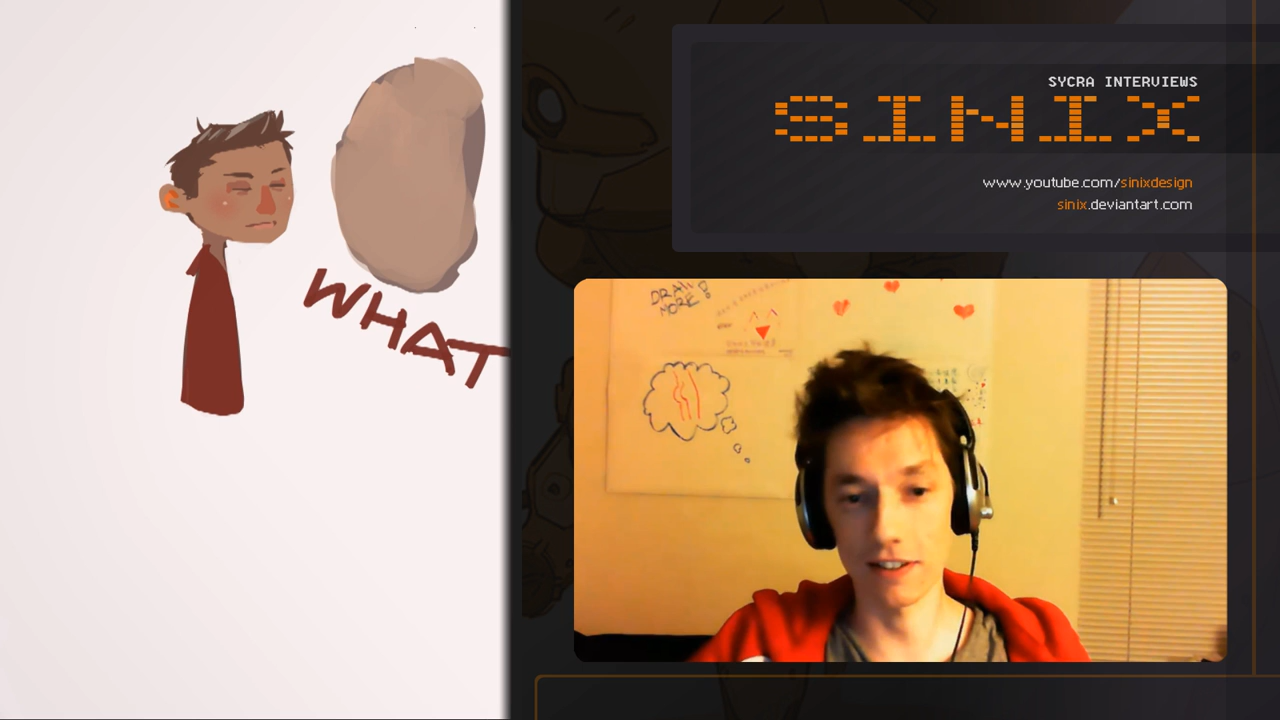 WHAT
SYCRA INTERVIEWS
SINIX
www.youtube.com/sinixdesign
sinix.deviantart.com
DRAW
MORE!